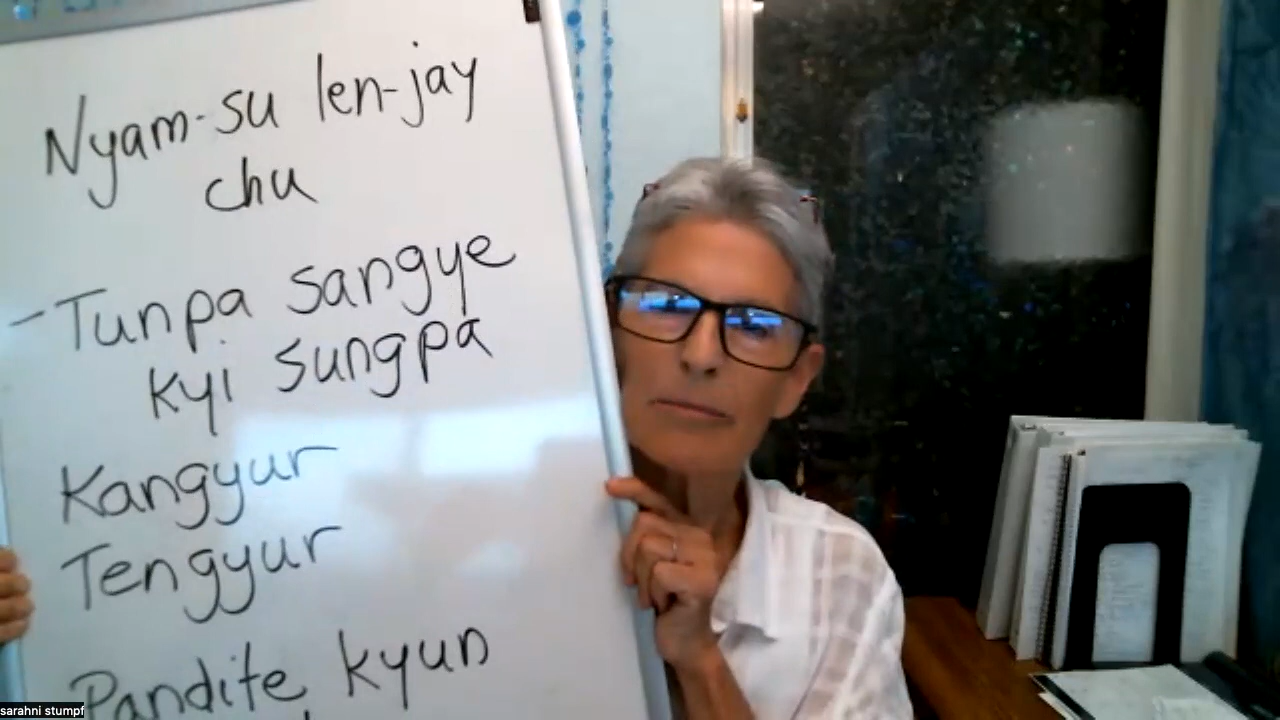 Nyam-su len-jay
chu
- Tunpa sangye
kyi sungpa
Kangyur
Tengyur
Pandite kyun
sarahni stumpf